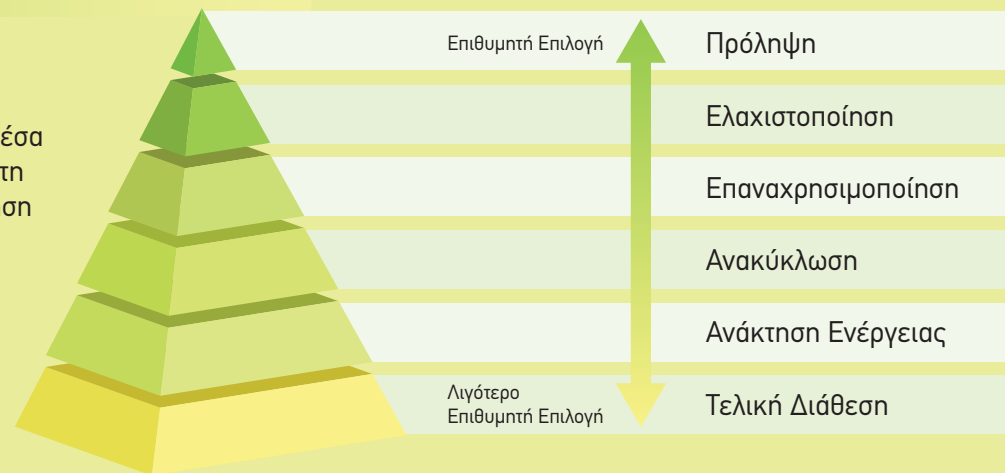 Επιθυμητή Επιλογή
Πρόληψη
Ελαχιστοποίηση
Επαναχρησιμοποίηση
Ανακύκλωση
Ανάκτηση Ενέργειας
Λιγότερο
Επιθυμητή Επιλογή
Τελική Διάθεση